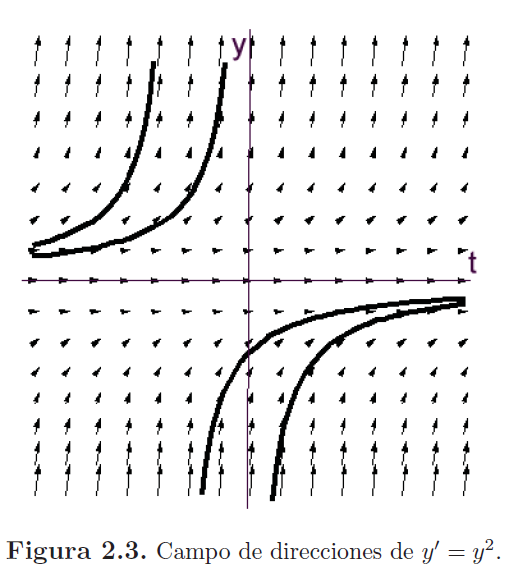 y
t
Figura 2.3. Campo de direcciones de y′ = y².